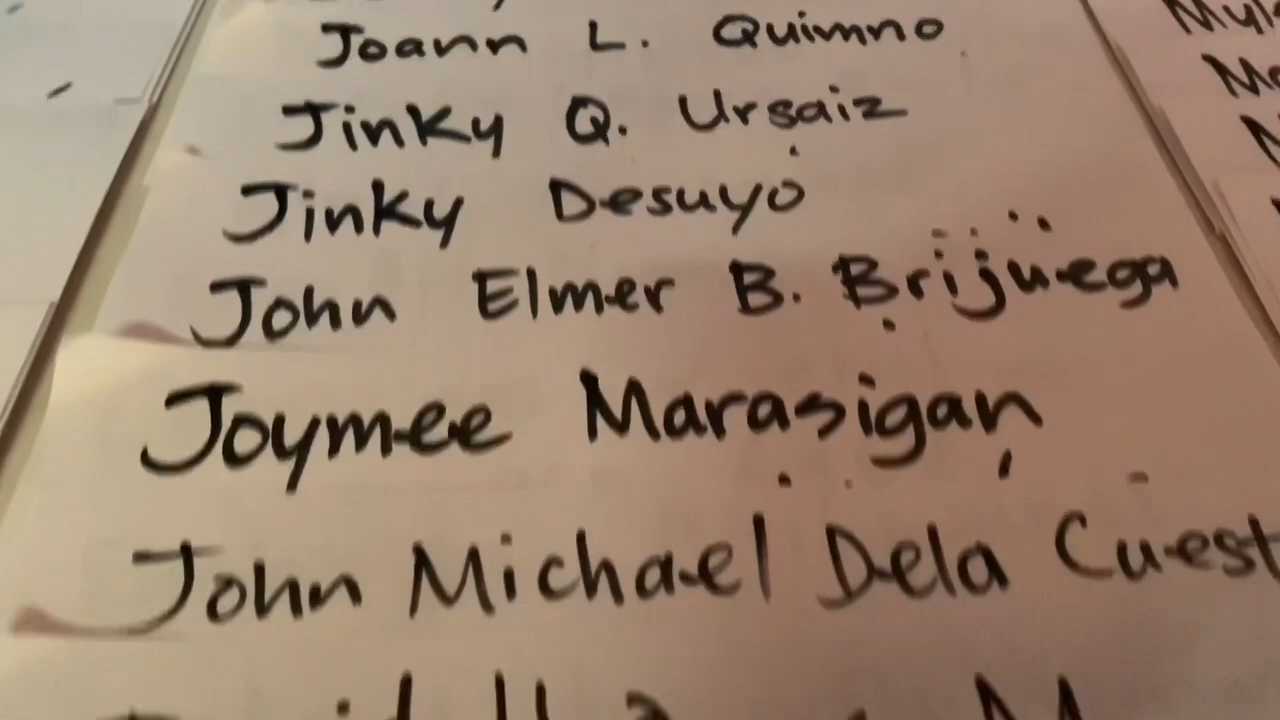 Joann L. Quimno
Jinky Q. Ursaiz
Jinky Desuyo
John Elmer B. Brijuega
Joymee Marasigan
John Michael Dela Cuest